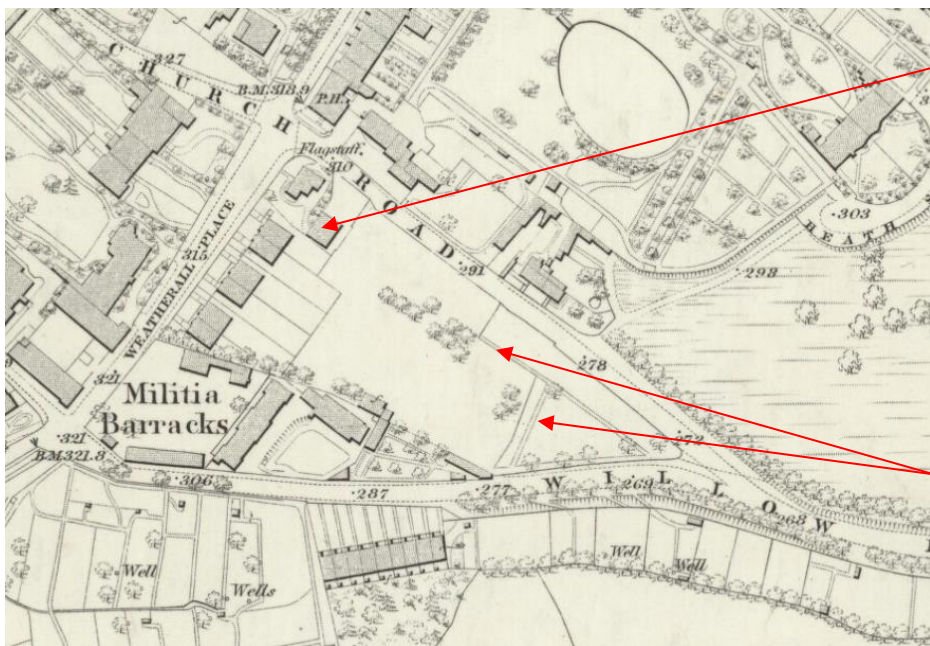 327
CHURCH ROAD
B.M.318.9
P.H.
Flagstaff
310
303
HEATH
298
315
WEATHERALL PLACE
291
278
321
Militia
Barracks
272
321
B.M.321.8
306
287
277
269
268
WILLOW
Well
Wells
Well
Well